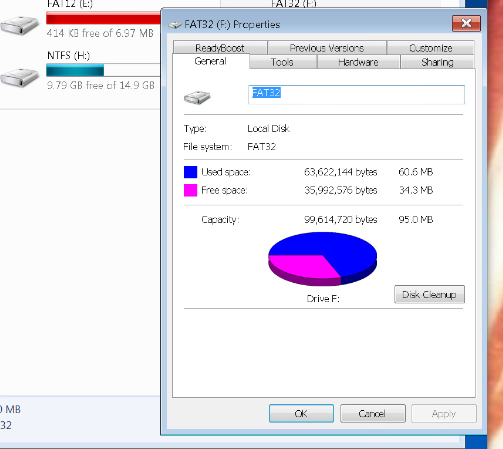 FAT12 (E:)
FAT32 (F:)
414 KB free of 6.97 MB
NTFS (H:)
9.79 GB free of 14.9 GB
FAT32 (F:) Properties
ReadyBoost
Previous Versions
Customize
General
Tools
Hardware
Sharing
FAT32
Type: Local Disk
File system: FAT32
Used space: 63,622,144 bytes 60.6 MB
Free space: 35,992,576 bytes 34.3 MB
Capacity: 99,614,720 bytes 95.0 MB
Drive F:
Disk Cleanup
OK
Cancel
Apply
MB
32